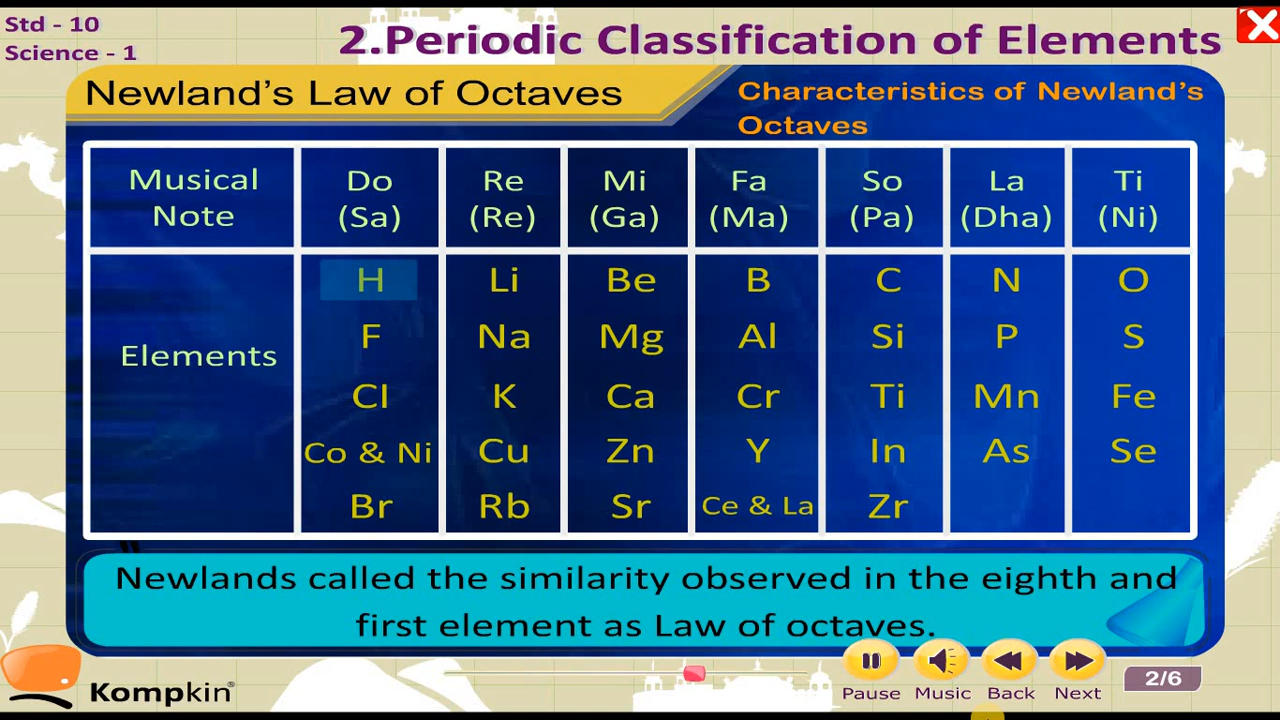 Std - 10
Science - 1
2.Periodic Classification of Elements
Newland's Law of Octaves
Characteristics of Newland's
Octaves
Musical Note Do (Sa) Re (Re) Mi (Ga) Fa (Ma) So (Pa) La (Dha) Ti (Ni)
Elements
H Li Be B C N O
F Na Mg Al Si P S
Cl K Ca Cr Ti Mn Fe
Co & Ni Cu Zn Y In As Se
Br Rb Sr Ce & La Zr
Newlands called the similarity observed in the eighth and
first element as Law of octaves.
Kompkin®
Pause Music Back Next
2/6